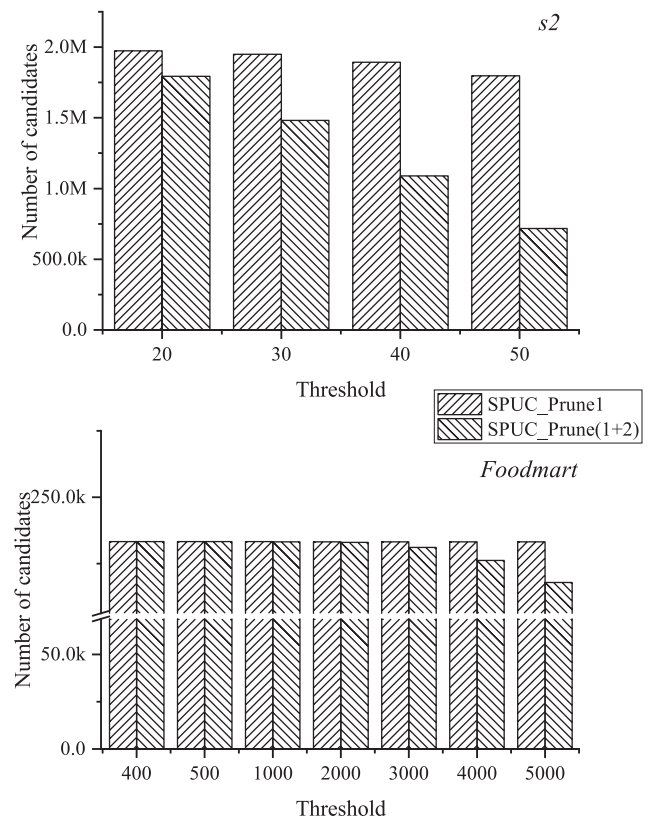 s2
Number of candidates
2.0M
1.5M
1.0M
500.0k
0.0
20 30 40 50
Threshold
SPUC_Prune1
SPUC_Prune(1+2)
Foodmart
Number of candidates
250.0k
50.0k
0.0
400 500 1000 2000 3000 4000 5000
Threshold